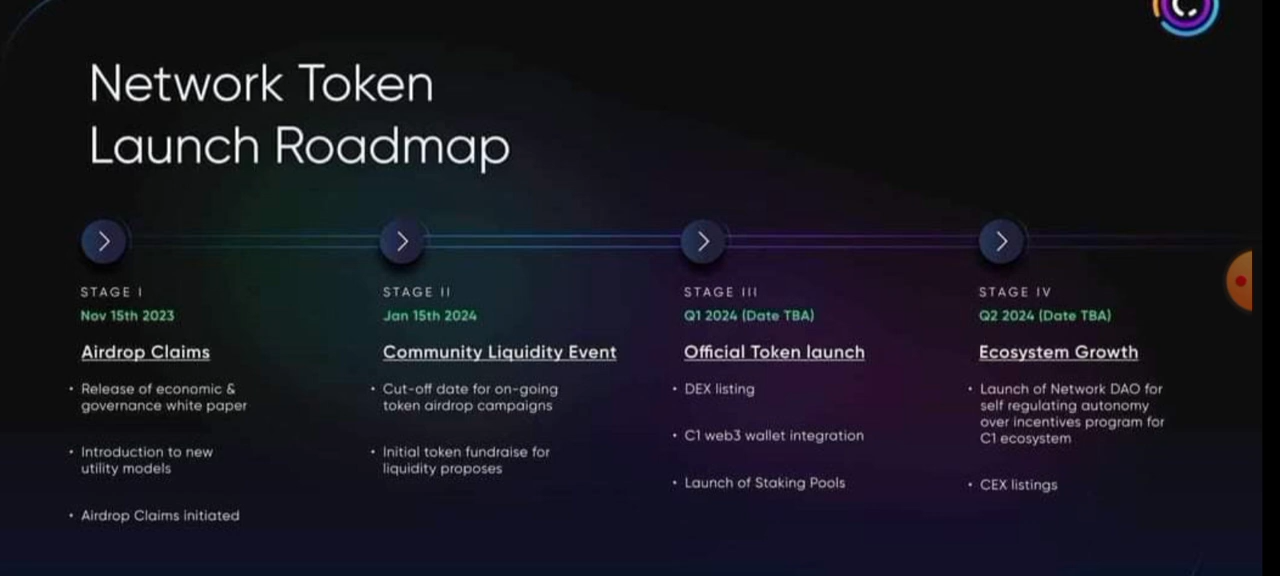 Network Token
Launch Roadmap
STAGE I
Nov 15th 2023
Airdrop Claims
• Release of economic &
governance white paper
• Introduction to new
utility models
• Airdrop Claims initiated
STAGE II
Jan 15th 2024
Community Liquidity Event
• Cut-off date for on-going
token airdrop campaigns
• Initial token fundraise for
liquidity proposes
STAGE III
Q1 2024 (Date TBA)
Official Token launch
• DEX listing
• C1 web3 wallet integration
• Launch of Staking Pools
STAGE IV
Q2 2024 (Date TBA)
Ecosystem Growth
• Launch of Network DAO for
self regulating autonomy
over incentives program for
C1 ecosystem
• CEX listings